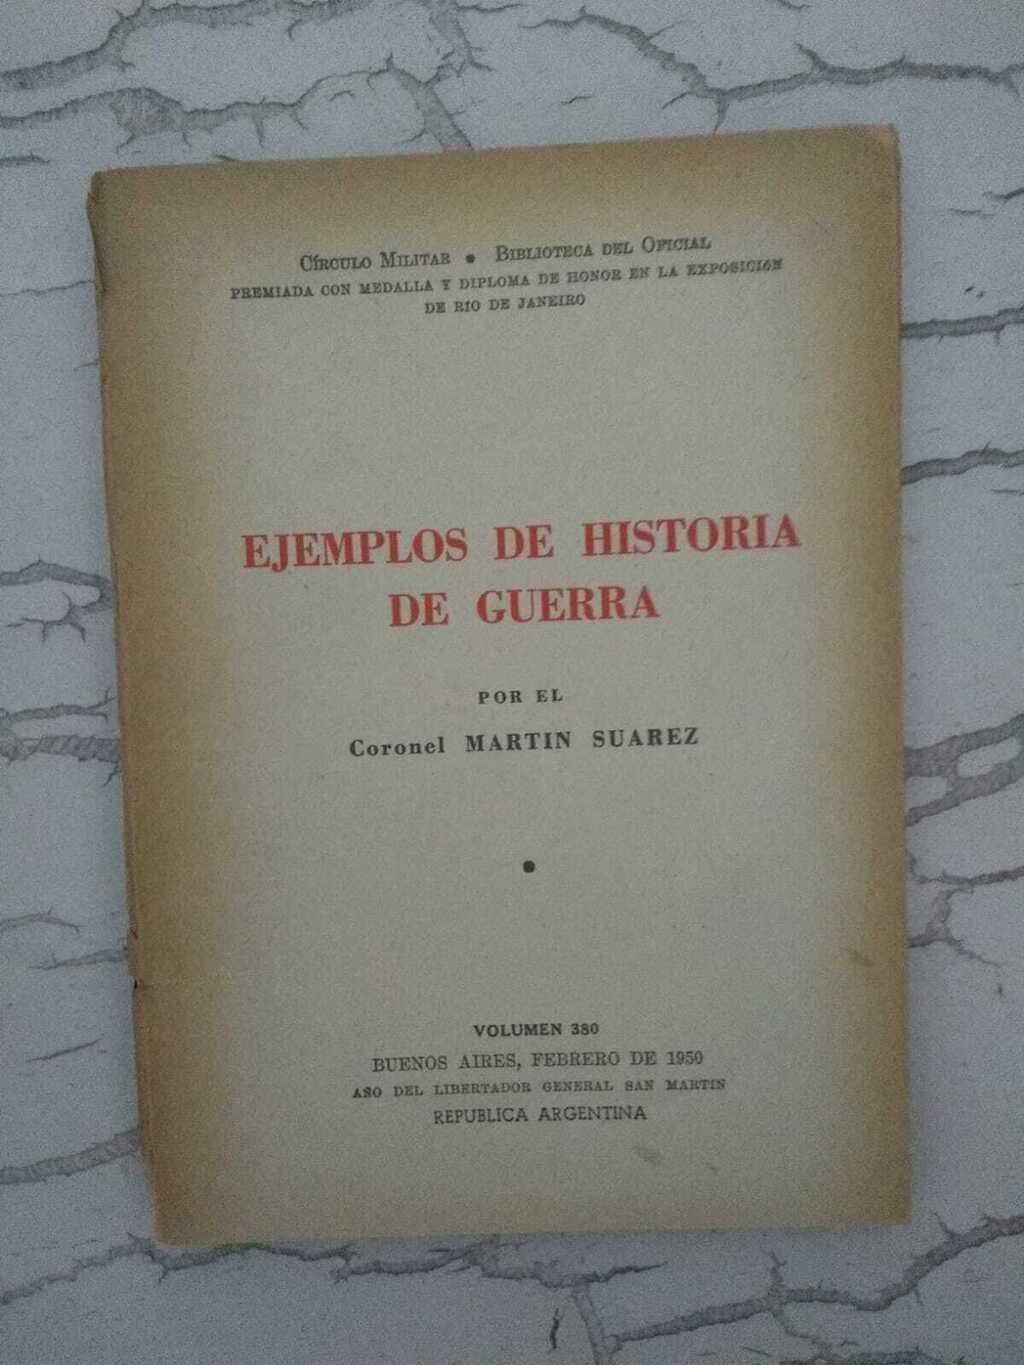 CÍRCULO MILITAR • BIBLIOTECA DEL OFICIAL
PREMIADA CON MEDALLA Y DIPLOMA DE HONOR EN LA EXPOSICIÓN
DE RIO DE JANEIRO
EJEMPLOS DE HISTORIA
DE GUERRA
POR EL
Coronel MARTIN SUAREZ
•
VOLUMEN 380
BUENOS AIRES, FEBRERO DE 1950
AÑO DEL LIBERTADOR GENERAL SAN MARTIN
REPUBLICA ARGENTINA